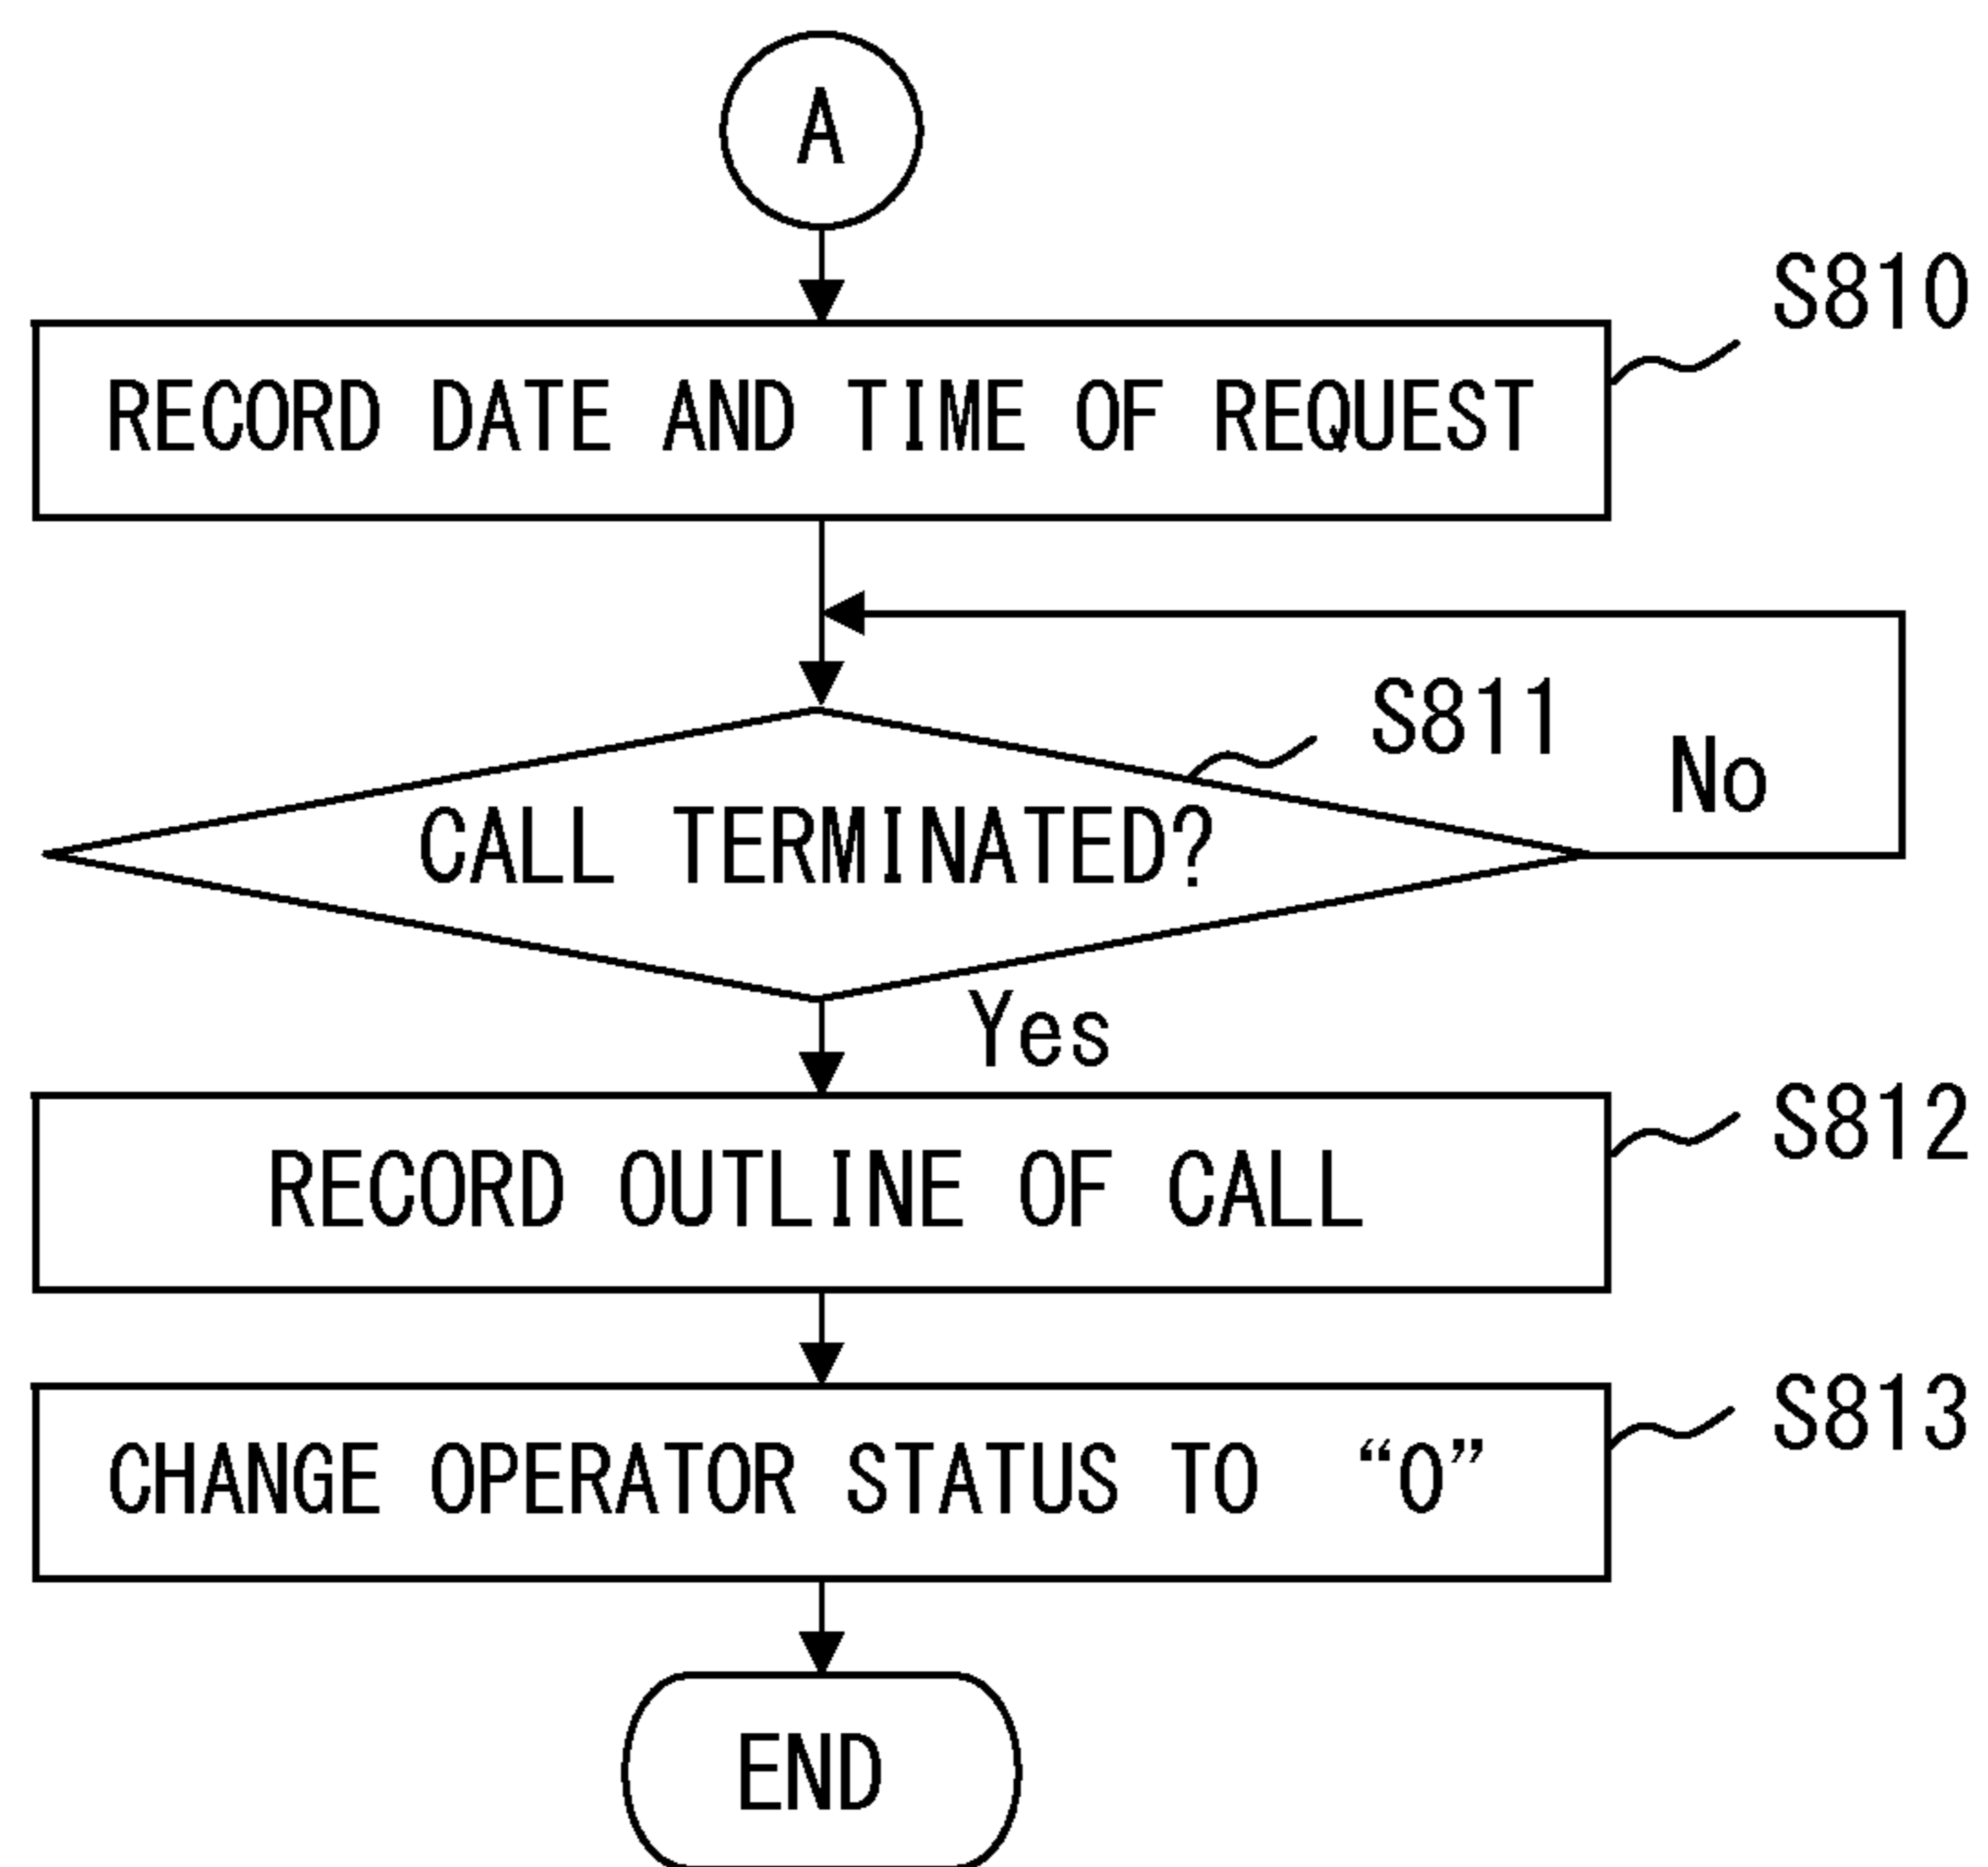 A
S810
RECORD DATE AND TIME OF REQUEST
S811
No
CALL TERMINATED?
Yes
S812
RECORD OUTLINE OF CALL
S813
CHANGE OPERATOR STATUS TO “0”
END